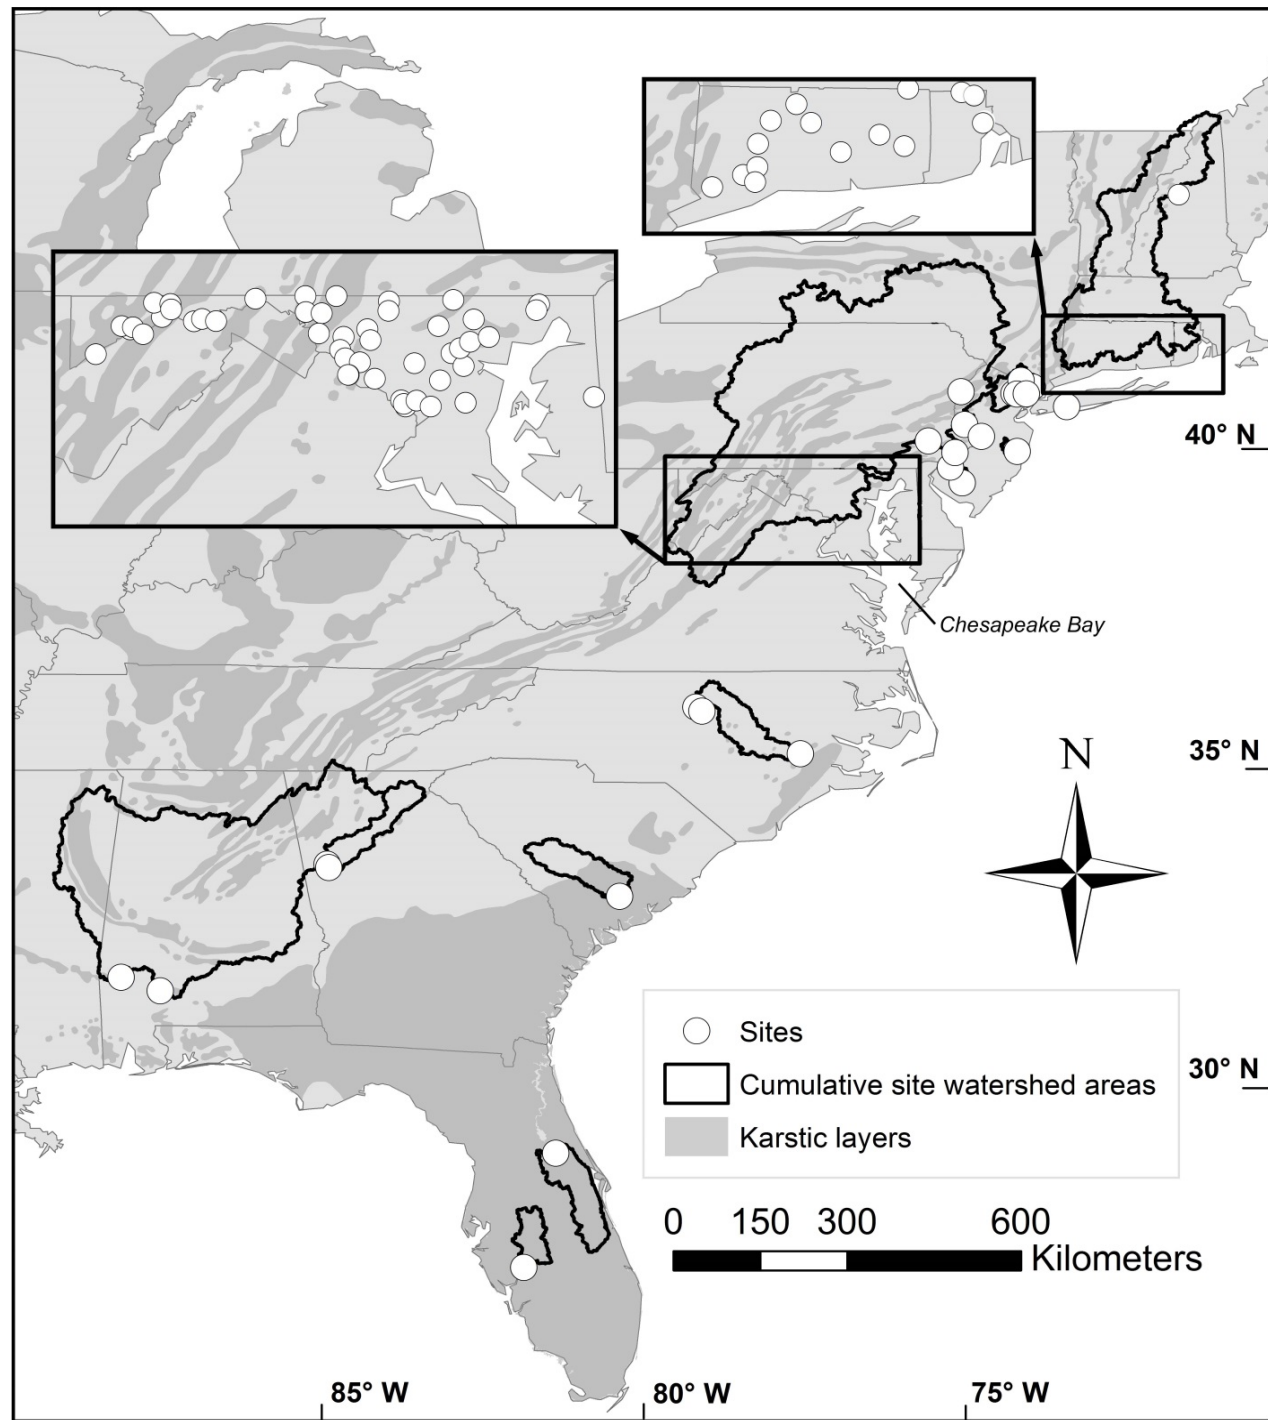 40° N
Chesapeake Bay
35° N
N
30° N
Sites
Cumulative site watershed areas
Karstic layers
0 150 300 600
Kilometers
85° W 80° W 75° W